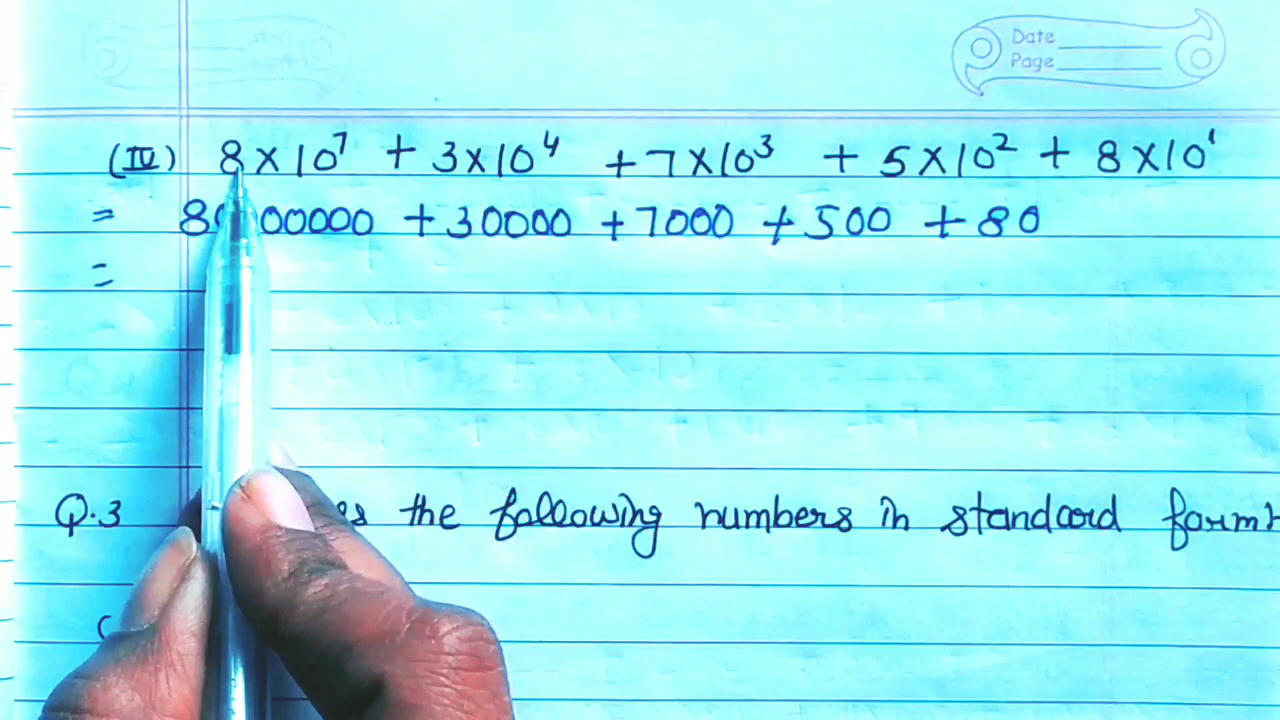 Date
Page
(IV) 8×10⁷ + 3×10⁴ + 7×10³ + 5×10² + 8×10¹
= 8 00000 + 30000 + 7000 + 500 + 80
=
Q.3 the following numbers in standard
(